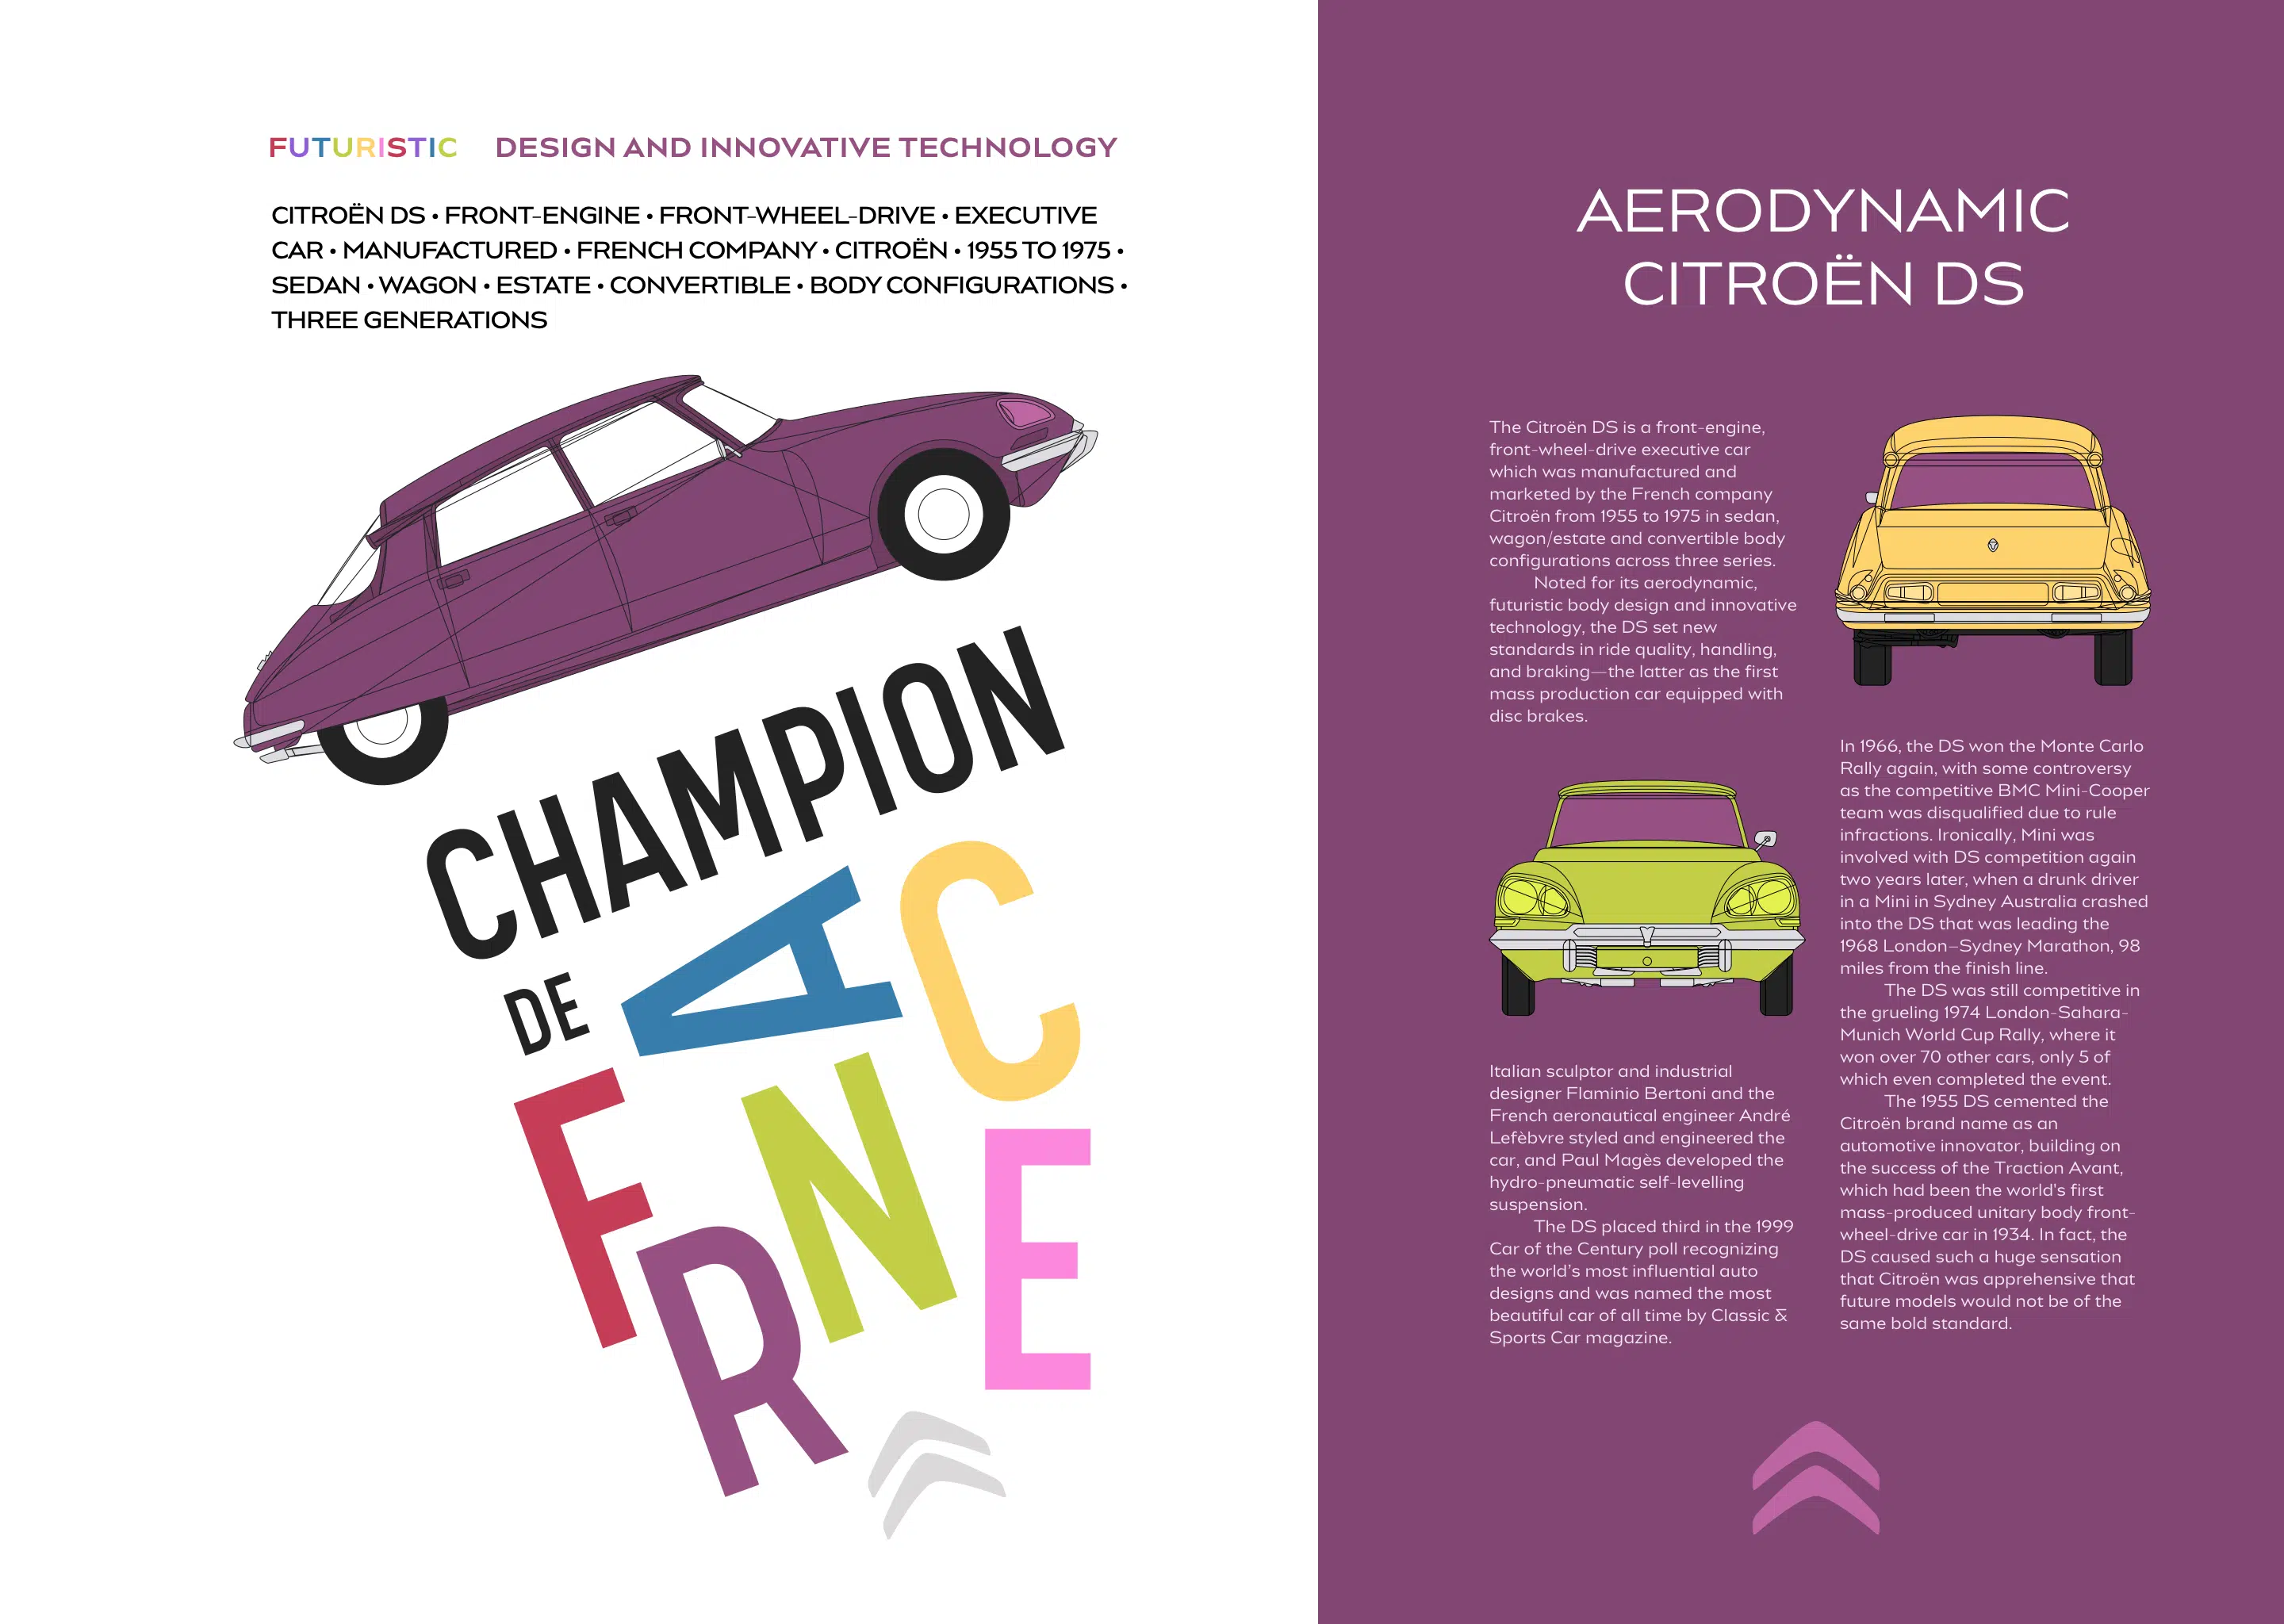 FUTURISTIC DESIGN AND INNOVATIVE TECHNOLOGY
CITROËN DS • FRONT-ENGINE • FRONT-WHEEL-DRIVE • EXECUTIVE
CAR • MANUFACTURED • FRENCH COMPANY • CITROËN • 1955 TO 1975 •
SEDAN • WAGON • ESTATE • CONVERTIBLE • BODY CONFIGURATIONS •
THREE GENERATIONS
CHAMPION
DE
FRANCE
AERODYNAMIC
CITROËN DS
The Citroën DS is a front-engine,
front-wheel-drive executive car
which was manufactured and
marketed by the French company
Citroën from 1955 to 1975 in sedan,
wagon/estate and convertible body
configurations across three series.
Noted for its aerodynamic,
futuristic body design and innovative
technology, the DS set new
standards in ride quality, handling,
and braking—the latter as the first
mass production car equipped with
disc brakes.
Italian sculptor and industrial
designer Flaminio Bertoni and the
French aeronautical engineer André
Lefèbvre styled and engineered the
car, and Paul Magès developed the
hydro-pneumatic self-levelling
suspension.
The DS placed third in the 1999
Car of the Century poll recognizing
the world's most influential auto
designs and was named the most
beautiful car of all time by Classic &
Sports Car magazine.
In 1966, the DS won the Monte Carlo
Rally again, with some controversy
as the competitive BMC Mini-Cooper
team was disqualified due to rule
infractions. Ironically, Mini was
involved with DS competition again
two years later, when a drunk driver
in a Mini in Sydney Australia crashed
into the DS that was leading the
1968 London–Sydney Marathon, 98
miles from the finish line.
The DS was still competitive in
the grueling 1974 London-Sahara-
Munich World Cup Rally, where it
won over 70 other cars, only 5 of
which even completed the event.
The 1955 DS cemented the
Citroën brand name as an
automotive innovator, building on
the success of the Traction Avant,
which had been the world's first
mass-produced unitary body front-
wheel-drive car in 1934. In fact, the
DS caused such a huge sensation
that Citroën was apprehensive that
future models would not be of the
same bold standard.